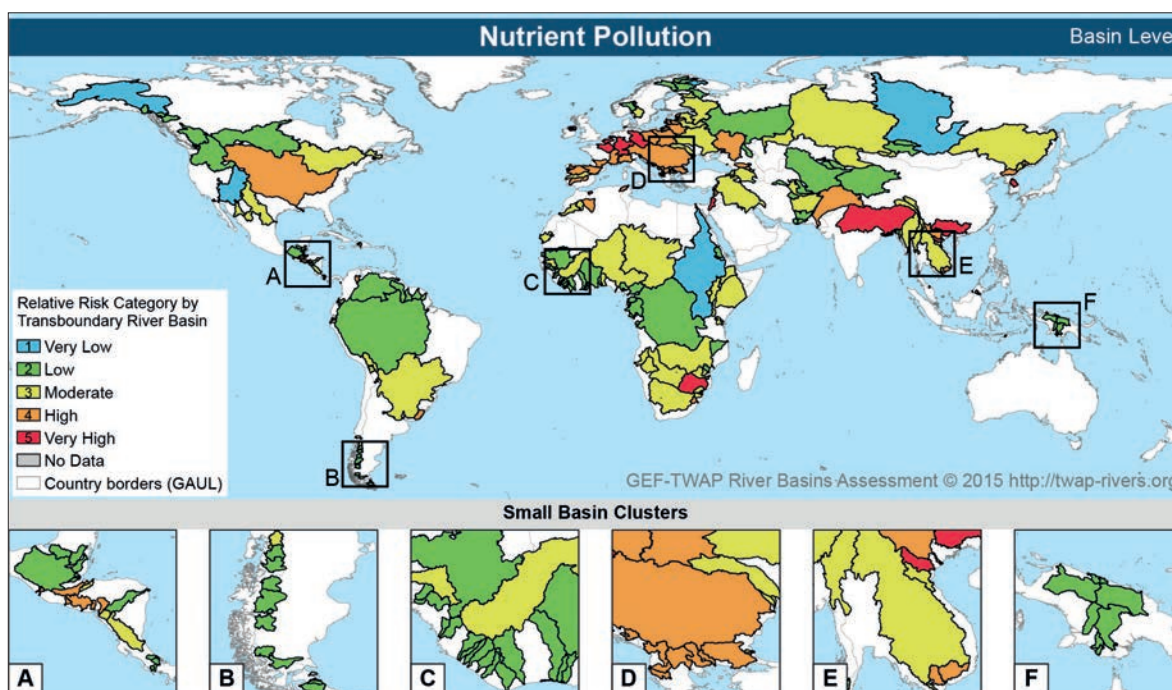 Nutrient Pollution
Basin Level
A
B
C
D
E
F
Relative Risk Category by
Transboundary River Basin
1 Very Low
2 Low
3 Moderate
4 High
5 Very High
No Data
Country borders (GAUL)
GEF-TWAP River Basins Assessment © 2015 http://twap-rivers.org
Small Basin Clusters
A
B
C
D
E
F